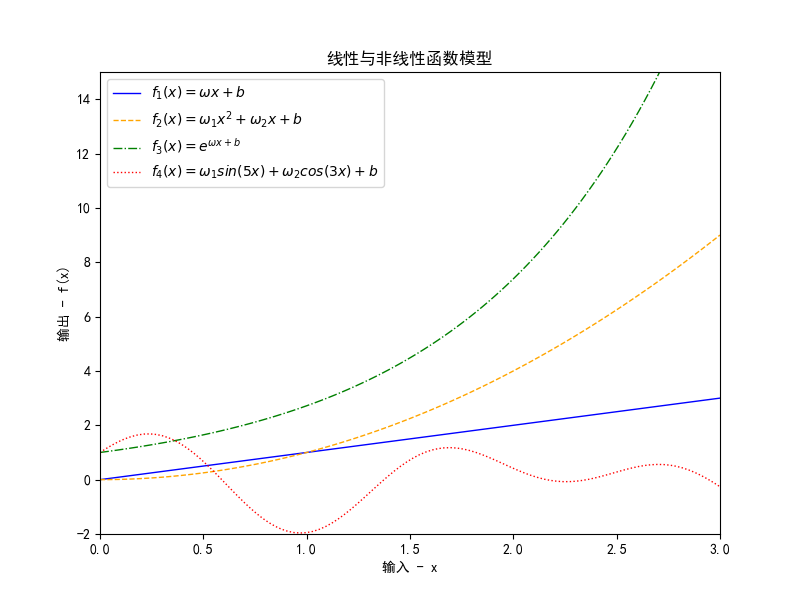 线性与非线性函数模型
f₁(x) = ωx + b
f₂(x) = ω₁x² + ω₂x + b
f₃(x) = e^{ωx+b}
f₄(x) = ω₁sin(5x) + ω₂cos(3x) + b
14
12
10
8
6
4
2
0
−2
输出 - f(x)
0.0 0.5 1.0 1.5 2.0 2.5 3.0
输入 - x